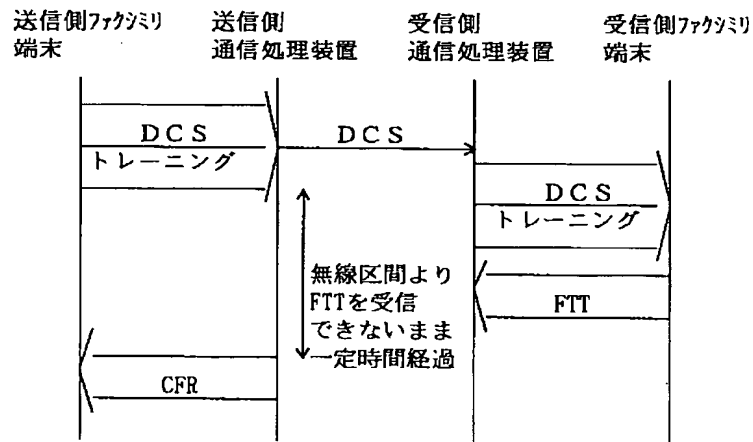 送信側ファクシミリ
端末
送信側
通信処理装置
受信側
通信処理装置
受信側ファクシミリ
端末
DCS
トレーニング
DCS
DCS
トレーニング
無線区間より
FTTを受信
できないまま
一定時間経過
FTT
CFR